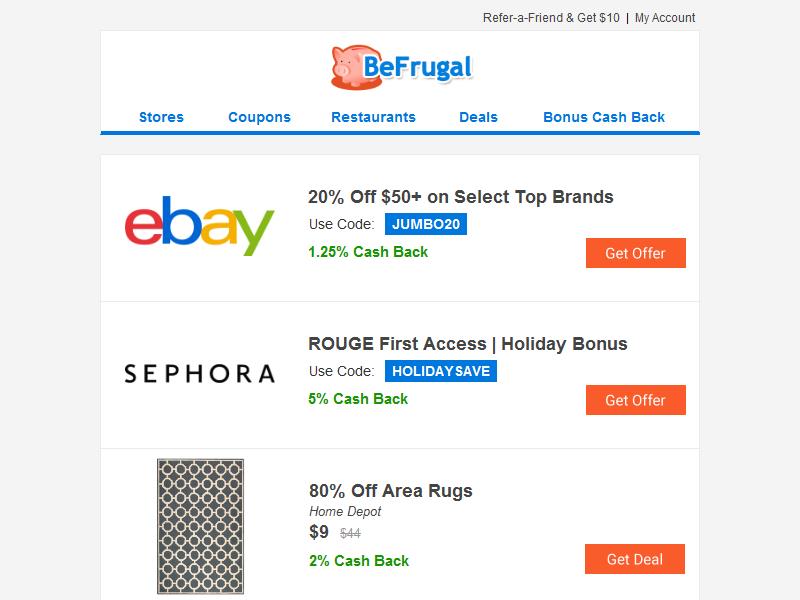 Refer-a-Friend & Get $10 | My Account
BeFrugal
Stores Coupons Restaurants Deals Bonus Cash Back
ebay
20% Off $50+ on Select Top Brands
Use Code: JUMBO20
1.25% Cash Back
Get Offer
SEPHORA
ROUGE First Access | Holiday Bonus
Use Code: HOLIDAYSAVE
5% Cash Back
Get Offer
80% Off Area Rugs
Home Depot
$9 $44
2% Cash Back
Get Deal